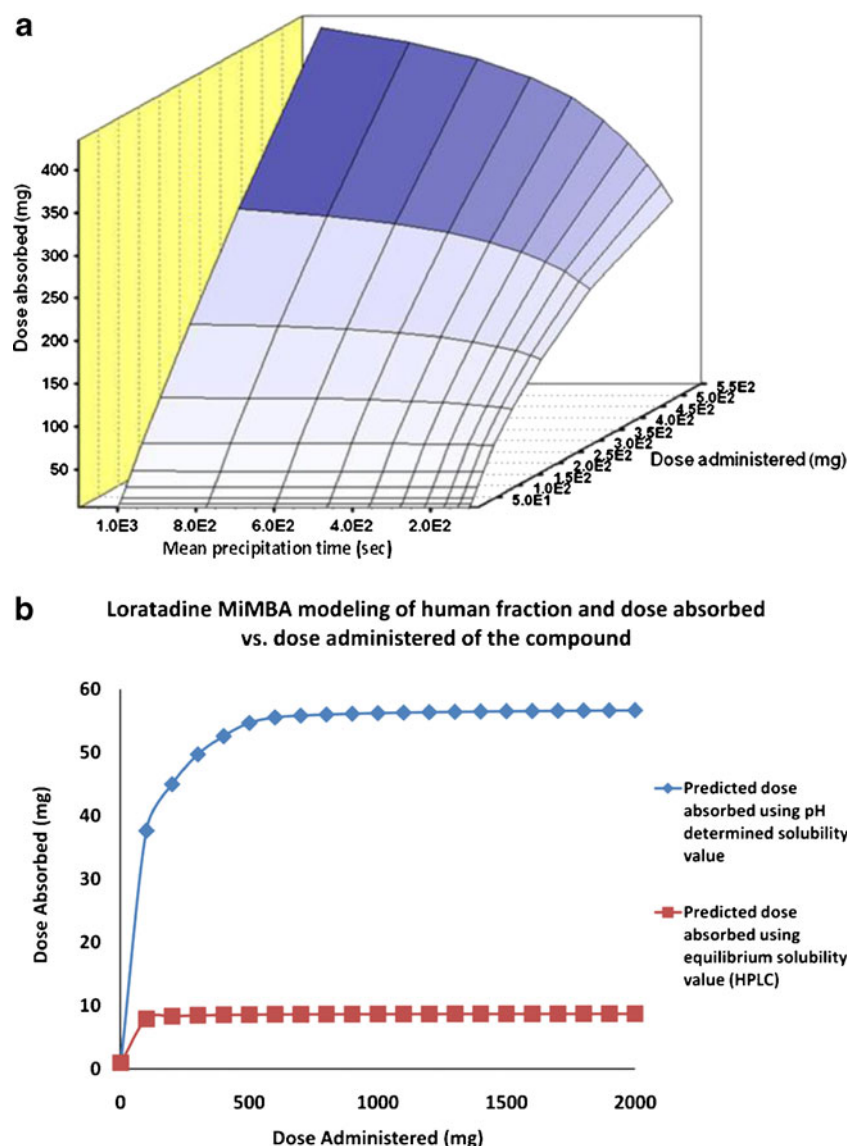 a
Dose absorbed (mg)
400
350
300
250
200
150
100
50
1.0E3
8.0E2
6.0E2
4.0E2
2.0E2
Mean precipitation time (sec)
5.5E2
5.0E2
4.5E2
4.0E2
3.5E2
3.0E2
2.5E2
2.0E2
1.5E2
1.0E2
5.0E1
Dose administered (mg)
b
Loratadine MiMBA modeling of human fraction and dose absorbed
vs. dose administered of the compound
Dose Absorbed (mg)
60
50
40
30
20
10
0
0
500
1000
1500
2000
Dose Administered (mg)
Predicted dose
absorbed using pH
determined solubility
value
Predicted dose
absorbed using
equilibrium solubility
value (HPLC)